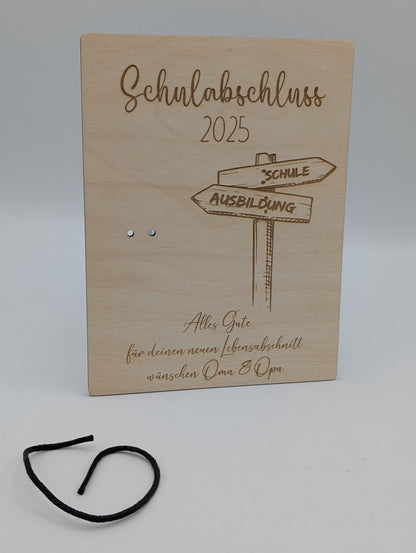 Schulabschluss
2025
SCHULE
AUSBILDUNG
Alles Gute
für deinen neuen Lebensabschnitt
wünschen Oma & Opa